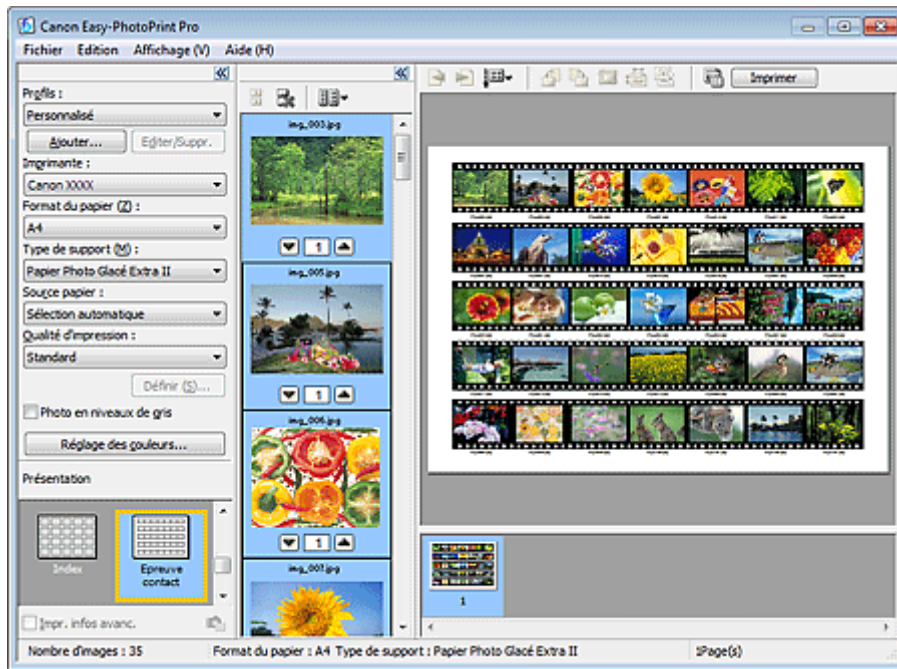 Canon Easy-PhotoPrint Pro
Fichier Edition Affichage (V) Aide (H)
Profils :
Personnalisé
Ajouter... Editer/Suppr.
Imprimante :
Canon XXXX
Format du papier (Z) :
A4
Type de support (M) :
Papier Photo Glacé Extra II
Source papier :
Sélection automatique
Qualité d'impression :
Standard
Définir (S)...
Photo en niveaux de gris
Réglage des couleurs...
Présentation
Index
Epreuve
contact
Impr. infos avanc.
img_003.jpg
1
img_005.jpg
1
img_006.jpg
1
img_007.jpg
Imprimer
1
Nombre d'images : 35 Format du papier : A4 Type de support : Papier Photo Glacé Extra II 1Page(s)